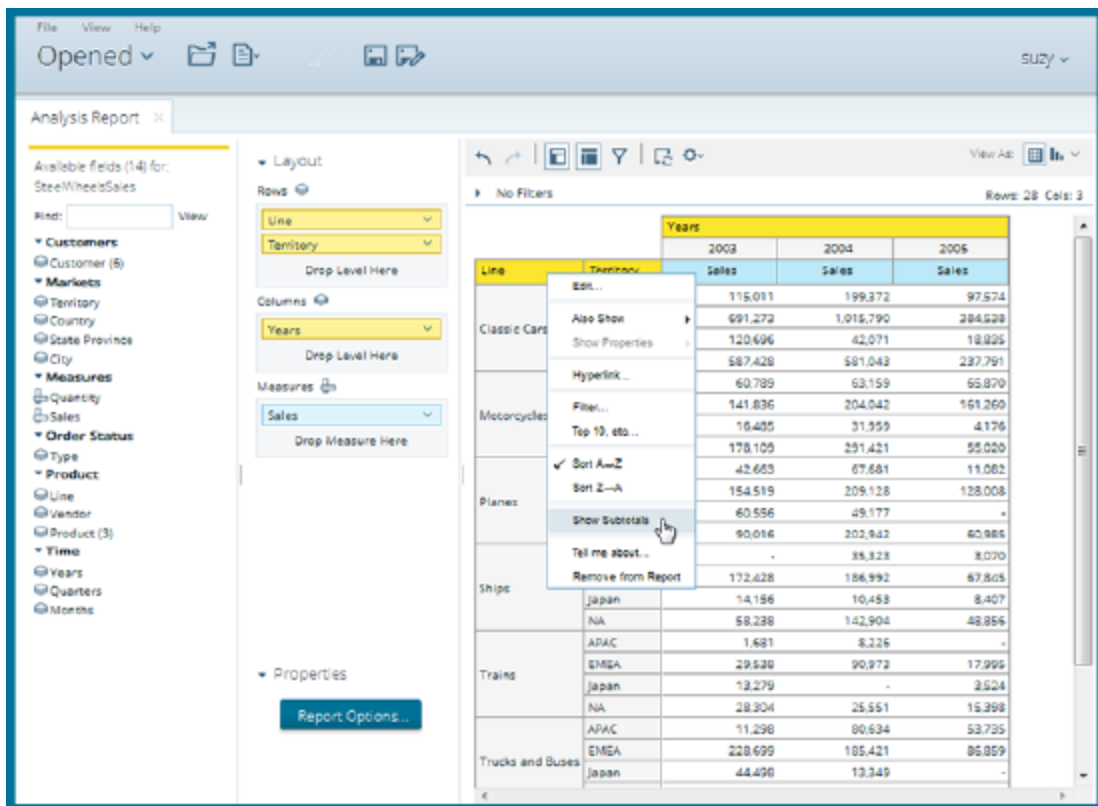 File View Help
Opened
suzy
Analysis Report
Available fields (14) for:
SteelWheelsSales
Find: View
Customers
Customer (6)
Markets
Territory
Country
State Province
City
Measures
Quantity
Sales
Order Status
Type
Product
Line
Vendor
Product (3)
Time
Years
Quarters
Months
Layout
Rows
Line
Territory
Drop Level Here
Columns
Years
Drop Level Here
Measures
Sales
Drop Measure Here
Properties
Report Options...
View As:
No Filters
Rows: 28 Cols: 3
Years
2003 2004 2005
Line Territory Sales Sales Sales
Edit...
Also Show
Show Properties
Hyperlink...
Filter...
Top 10, etc...
Sort A—Z
Sort Z—A
Show Subtotals
Tell me about...
Remove from Report
Classic Cars
115,011 199,372 97,574
691,273 1,015,790 384,538
120,696 42,071 18,835
587,428 581,043 237,791
Motorcycles
60,789 63,159 65,870
141,836 204,042 161,260
16,485 31,959 4,176
178,109 291,421 55,020
Planes
42,663 67,681 11,082
154,519 209,128 128,008
60,556 49,177 -
90,016 202,942 60,985
Ships
- 35,323 3,070
172,428 186,992 67,845
Japan 14,156 10,453 8,407
NA 58,238 142,904 48,856
Trains
APAC 1,681 8,226 -
EMEA 29,538 90,973 17,995
Japan 13,279 - 3,524
NA 28,304 25,551 15,398
Trucks and Buses
APAC 11,298 80,634 53,735
EMEA 228,699 185,421 86,859
Japan 44,498 13,349 -